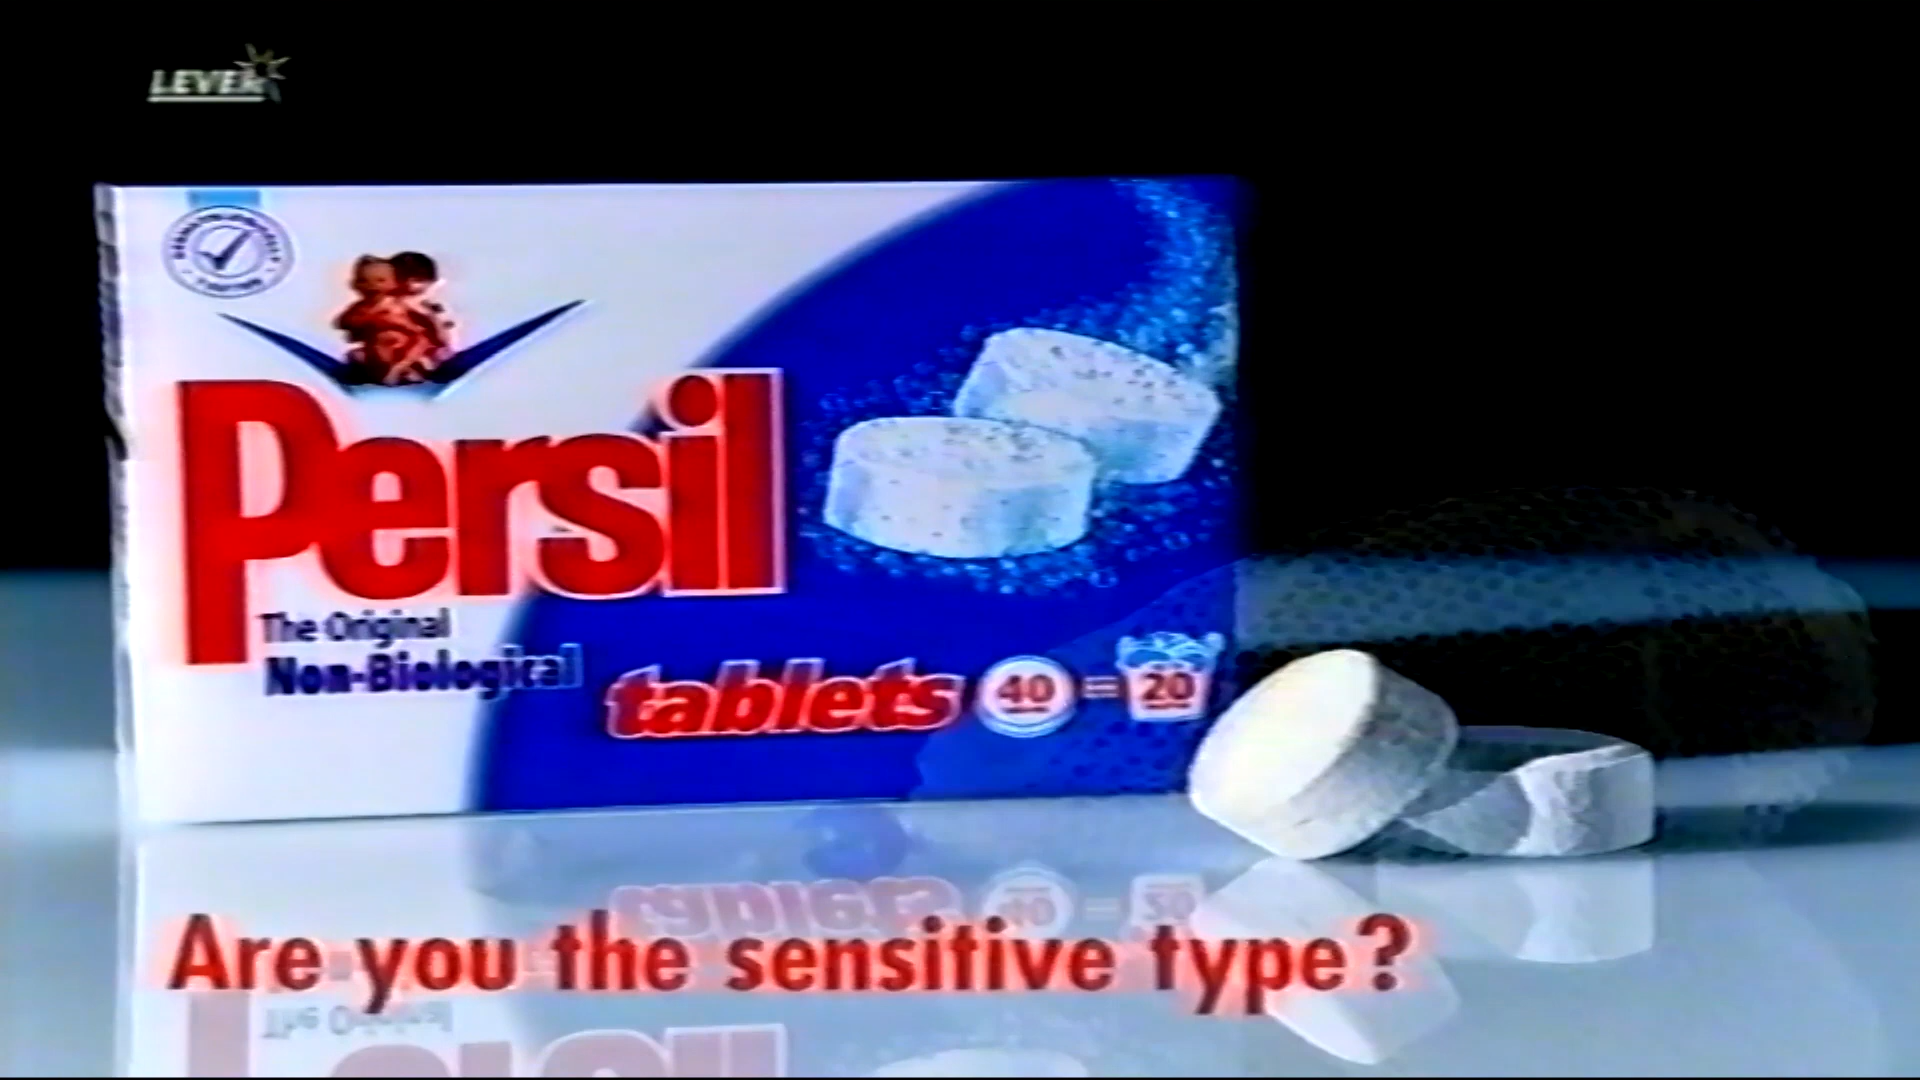 LEVER
Persil
The Original
Non-Biological
tablets 40 = 20
Are you the sensitive type?